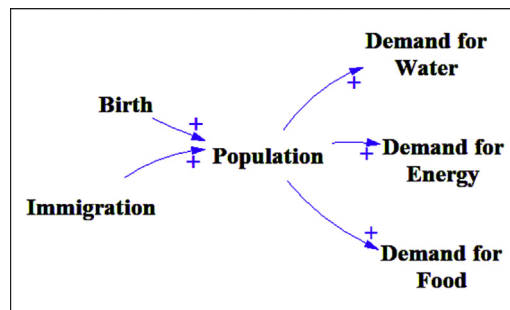 Demand for
Water
Birth
+
+
+
Population
+
Demand for
Energy
Immigration
+
Demand for
Food